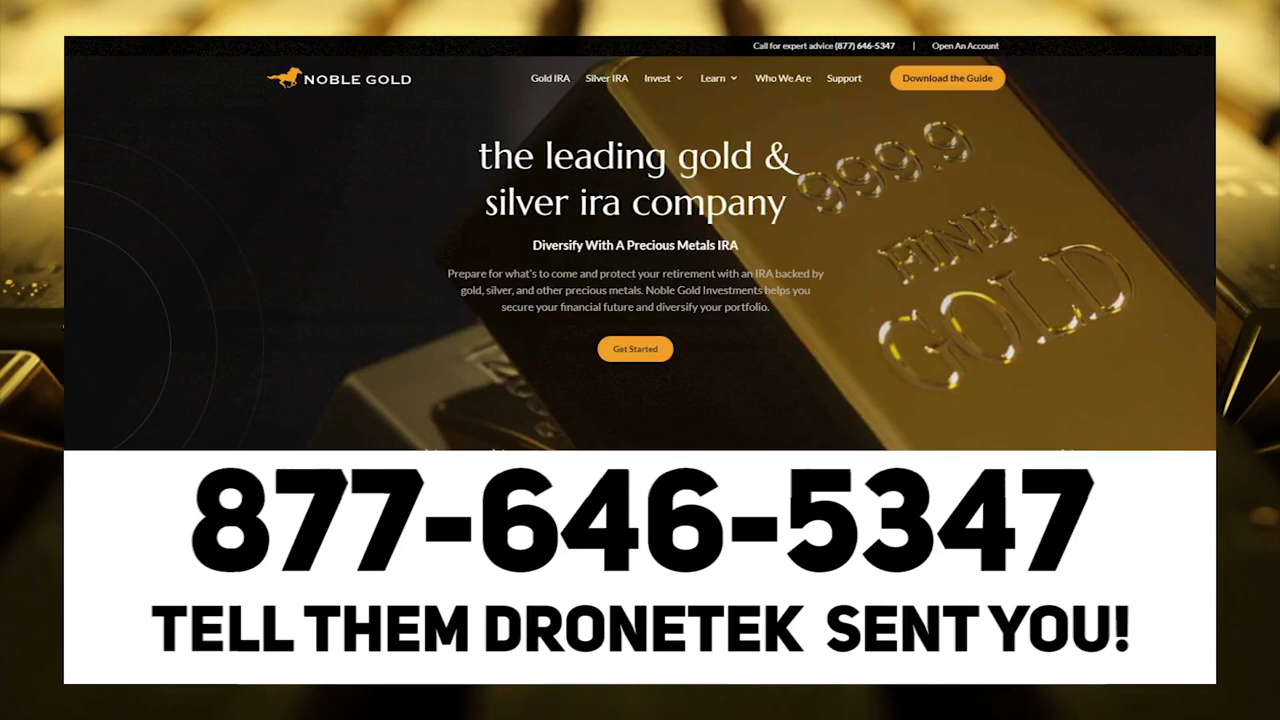 Call for expert advice (877) 646-5347 | Open An Account
NOBLE GOLD
Gold IRA Silver IRA Invest Learn Who We Are Support Download the Guide
the leading gold &
silver ira company
Diversify With A Precious Metals IRA
Prepare for what's to come and protect your retirement with an IRA backed by
gold, silver, and other precious metals. Noble Gold Investments helps you
secure your financial future and diversify your portfolio.
Get Started
999.9
FINE
GOLD
877-646-5347
TELL THEM DRONETEK SENT YOU!